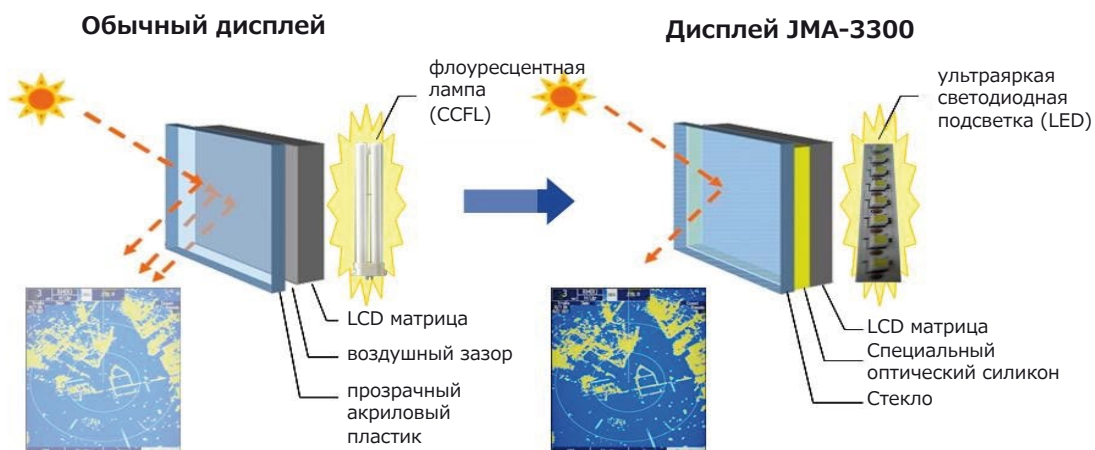 Обычный дисплей
флоуресцентная
лампа
(CCFL)
LCD матрица
воздушный зазор
прозрачный
акриловый
пластик
Дисплей JMA-3300
ультраяркая
светодиодная
подсветка (LED)
LCD матрица
Специальный
оптический силикон
Стекло